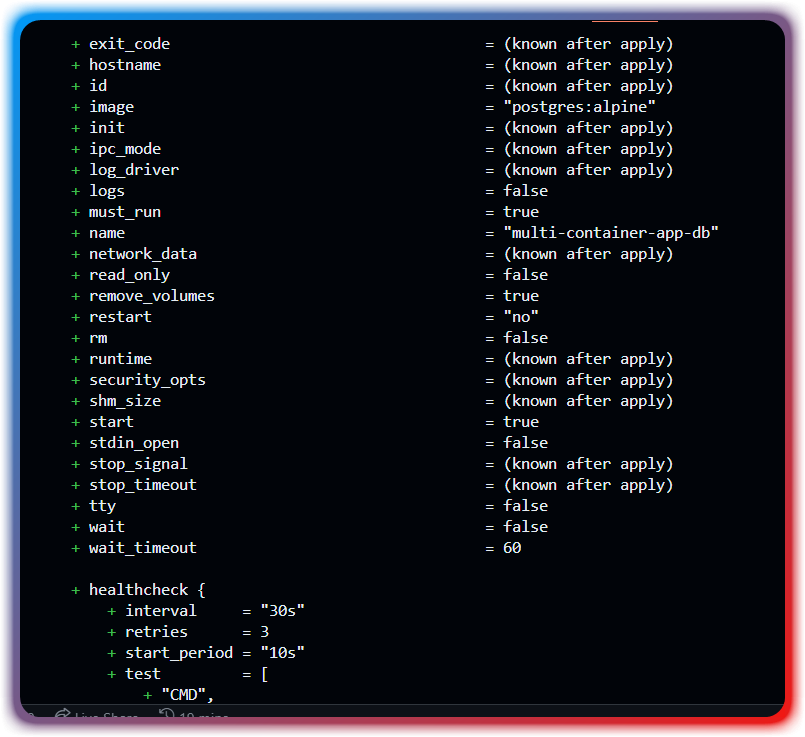 + exit_code = (known after apply)
+ hostname = (known after apply)
+ id = (known after apply)
+ image = "postgres:alpine"
+ init = (known after apply)
+ ipc_mode = (known after apply)
+ log_driver = (known after apply)
+ logs = false
+ must_run = true
+ name = "multi-container-app-db"
+ network_data = (known after apply)
+ read_only = false
+ remove_volumes = true
+ restart = "no"
+ rm = false
+ runtime = (known after apply)
+ security_opts = (known after apply)
+ shm_size = (known after apply)
+ start = true
+ stdin_open = false
+ stop_signal = (known after apply)
+ stop_timeout = (known after apply)
+ tty = false
+ wait = false
+ wait_timeout = 60
+ healthcheck {
+ interval = "30s"
+ retries = 3
+ start_period = "10s"
+ test = [
+ "CMD",
Live Share